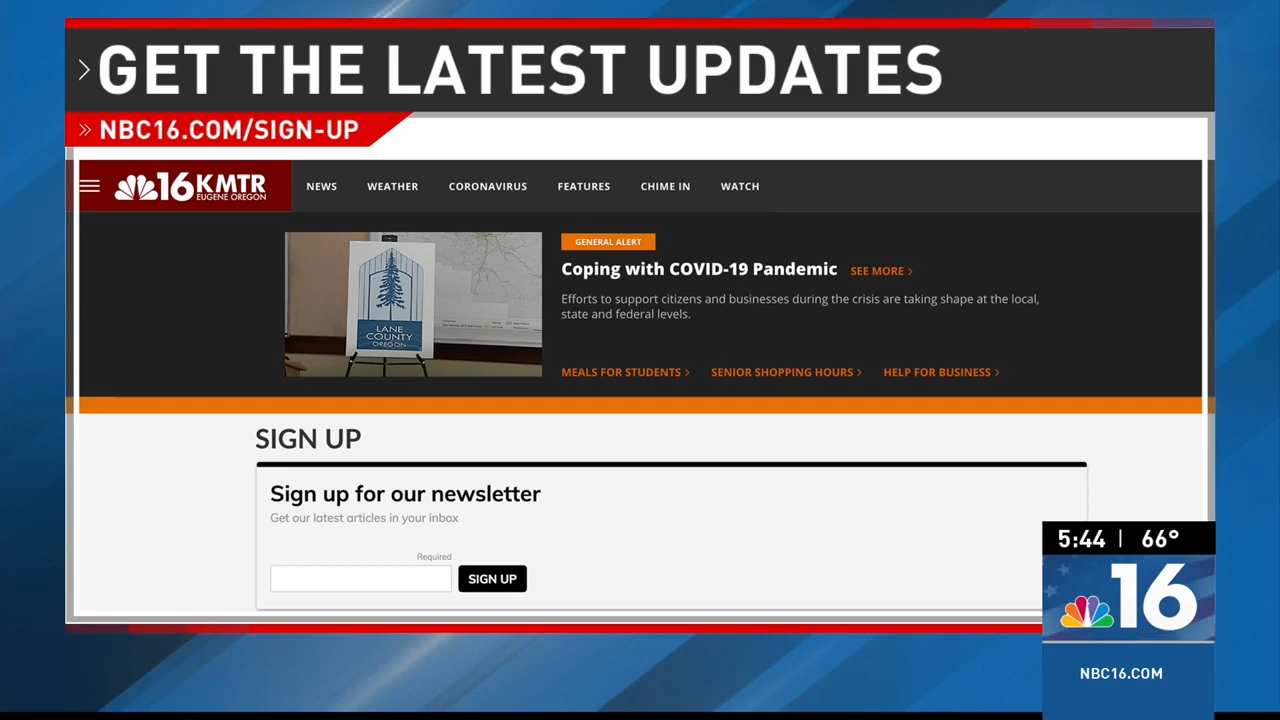 GET THE LATEST UPDATES
NBC16.COM/SIGN-UP
16 KMTR
EUGENE OREGON
NEWS
WEATHER
CORONAVIRUS
FEATURES
CHIME IN
WATCH
GENERAL ALERT
Coping with COVID-19 Pandemic
SEE MORE >
Efforts to support citizens and businesses during the crisis are taking shape at the local,
state and federal levels.
LANE
COUNTY
OREGON
MEALS FOR STUDENTS >
SENIOR SHOPPING HOURS >
HELP FOR BUSINESS >
SIGN UP
Sign up for our newsletter
Get our latest articles in your inbox
Required
SIGN UP
5:44 | 66°
16
NBC16.COM